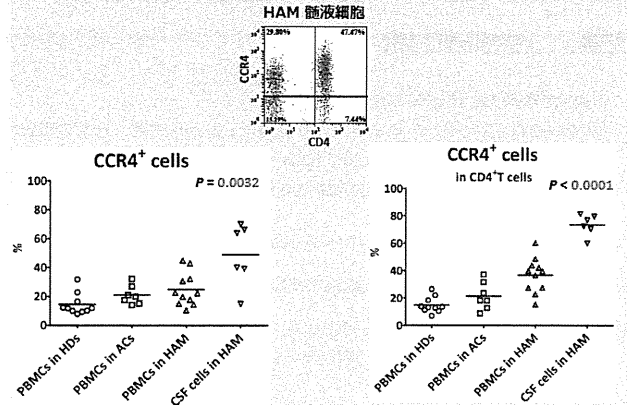 HAM 髄液細胞
29.80%
47.47%
CCR4
7.44%
CD4
CCR4⁺ cells
P = 0.0032
100
80
60
40
20
0
%
PBMCs in HDs
PBMCs in ACs
PBMCs in HAM
CSF cells in HAM
CCR4⁺ cells
in CD4⁺T cells
P < 0.0001
100
80
60
40
20
0
%
PBMCs in HDs
PBMCs in ACs
PBMCs in HAM
CSF cells in HAM